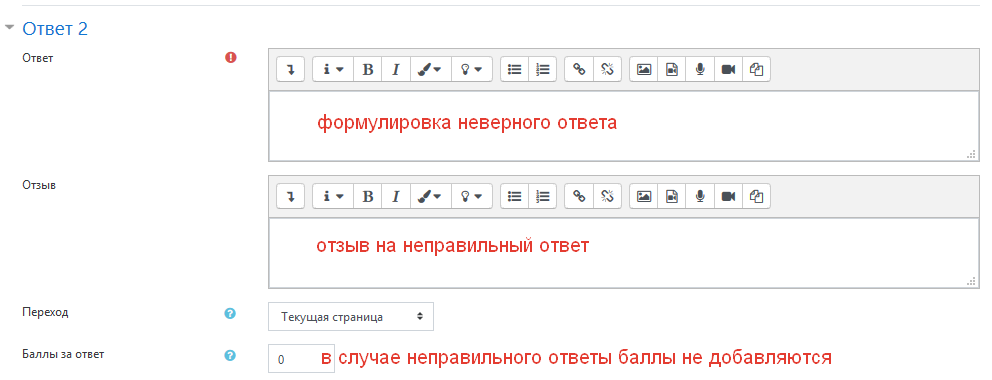 Ответ 2
Ответ
формулировка неверного ответа
Отзыв
отзыв на неправильный ответ
Переход
Текущая страница
Баллы за ответ
0 в случае неправильного ответы баллы не добавляются